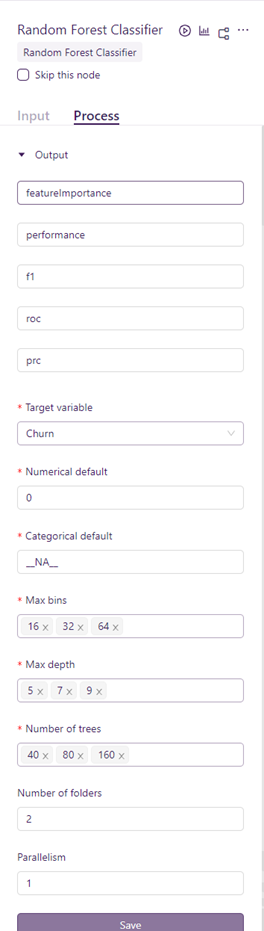 Random Forest Classifier
Random Forest Classifier
Skip this node
Input Process
Output
featureImportance
performance
f1
roc
prc
* Target variable
Churn
* Numerical default
0
* Categorical default
__NA__
* Max bins
16 x 32 x 64 x
* Max depth
5 x 7 x 9 x
* Number of trees
40 x 80 x 160 x
Number of folders
2
Parallelism
1
Save